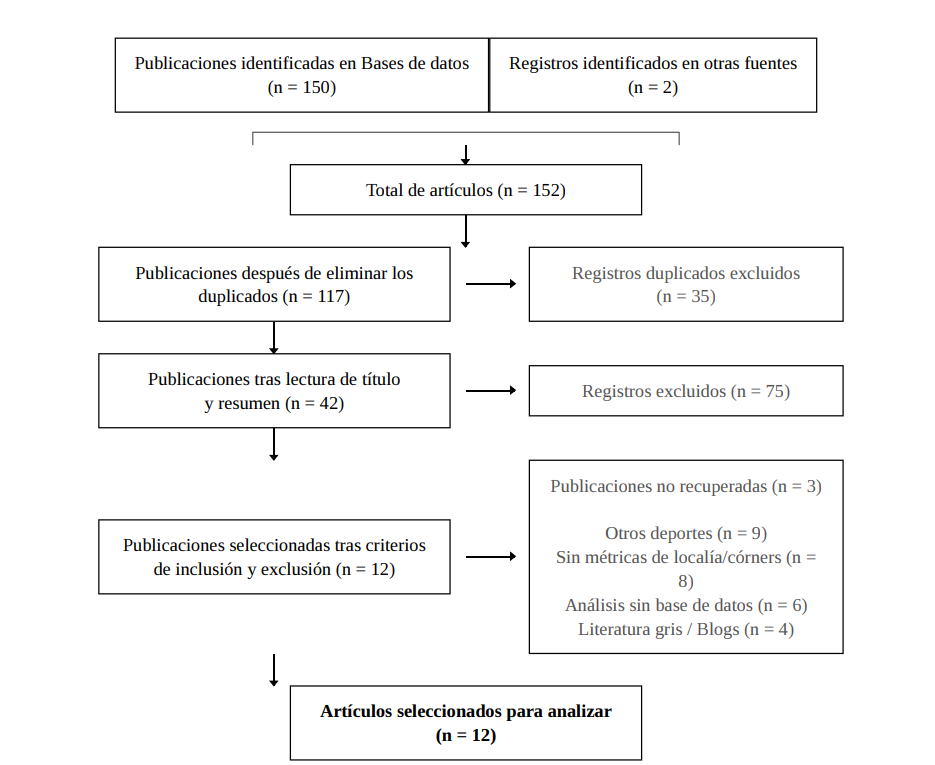 Publicaciones identificadas en Bases de datos
(n = 150)
Registros identificados en otras fuentes
(n = 2)
Total de artículos (n = 152)
Publicaciones después de eliminar los
duplicados (n = 117)
Registros duplicados excluidos
(n = 35)
Publicaciones tras lectura de título
y resumen (n = 42)
Registros excluidos (n = 75)
Publicaciones seleccionadas tras criterios
de inclusión y exclusión (n = 12)
Publicaciones no recuperadas (n = 3)
Otros deportes (n = 9)
Sin métricas de localía/córners (n =
8)
Análisis sin base de datos (n = 6)
Literatura gris / Blogs (n = 4)
Artículos seleccionados para analizar
(n = 12)